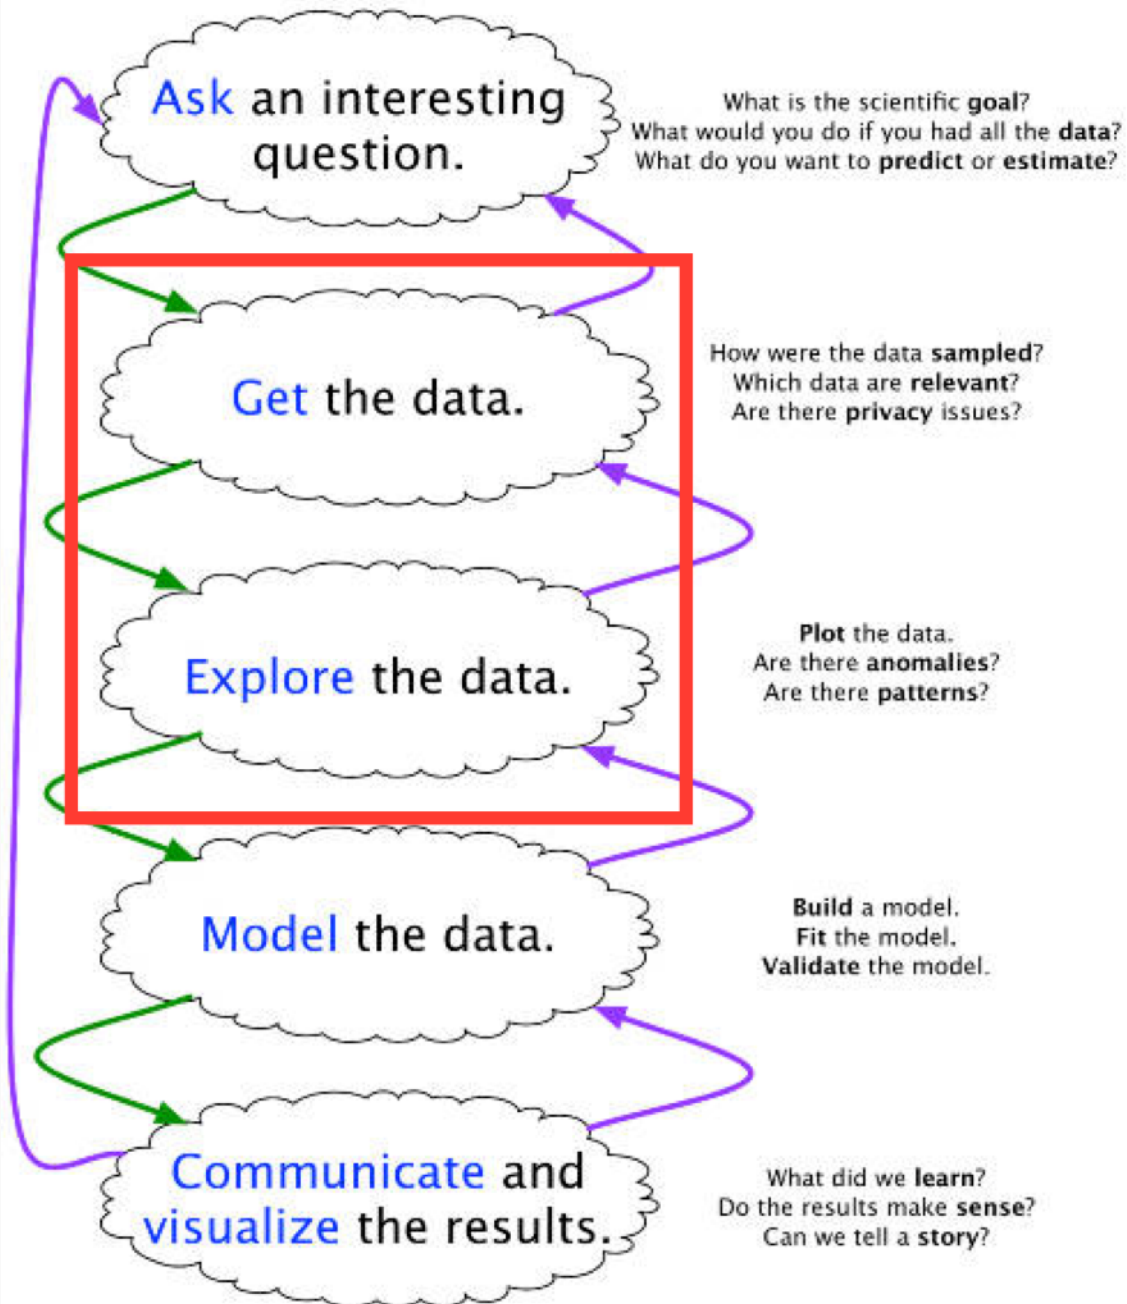 Ask an interesting
question.
What is the scientific goal?
What would you do if you had all the data?
What do you want to predict or estimate?
Get the data.
How were the data sampled?
Which data are relevant?
Are there privacy issues?
Explore the data.
Plot the data.
Are there anomalies?
Are there patterns?
Model the data.
Build a model.
Fit the model.
Validate the model.
Communicate and
visualize the results.
What did we learn?
Do the results make sense?
Can we tell a story?